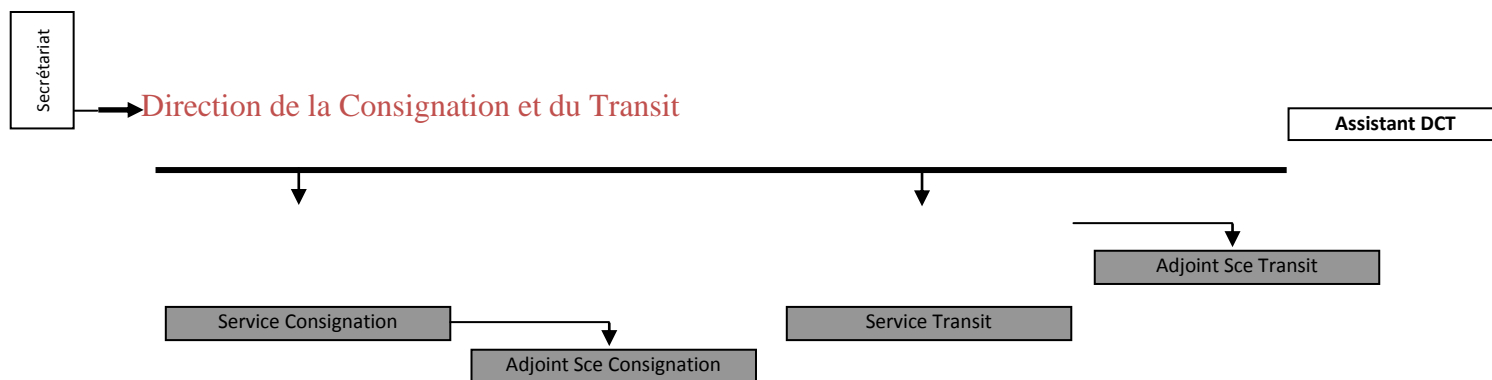 Secrétariat
Direction de la Consignation et du Transit
Assistant DCT
Adjoint Sce Transit
Service Consignation
Service Transit
Adjoint Sce Consignation